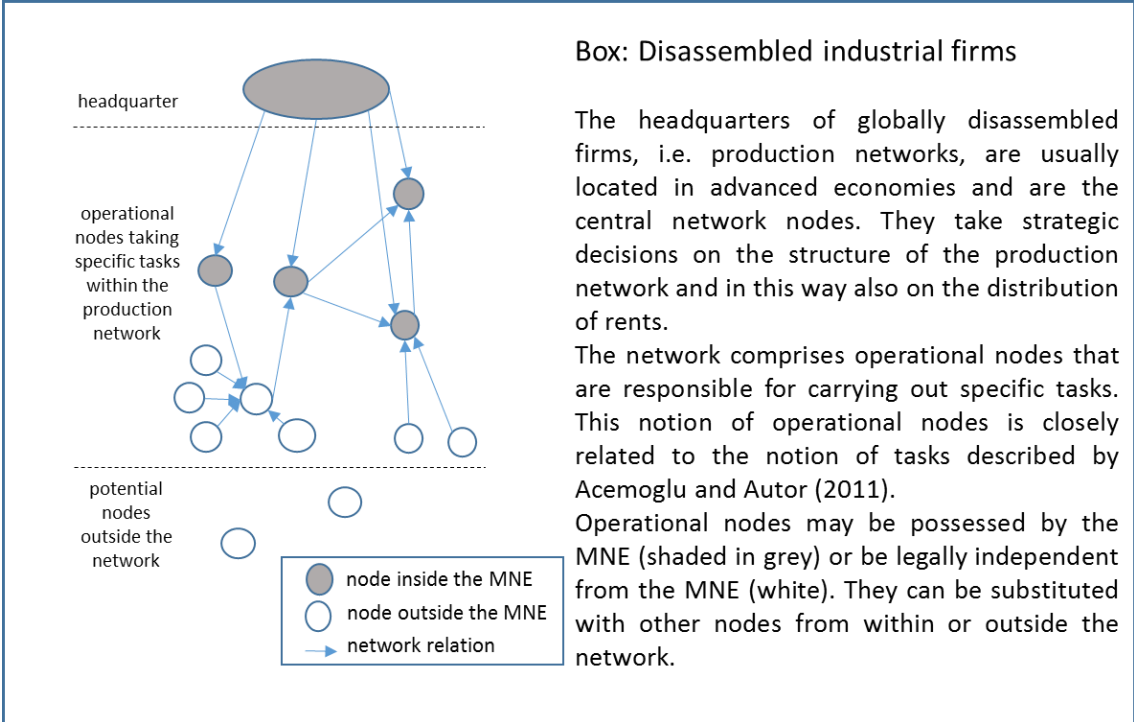 headquarter
operational
nodes taking
specific tasks
within the
production
network
potential
nodes
outside the
network
node inside the MNE
node outside the MNE
network relation
Box: Disassembled industrial firms
The headquarters of globally disassembled
firms, i.e. production networks, are usually
located in advanced economies and are the
central network nodes. They take strategic
decisions on the structure of the production
network and in this way also on the distribution
of rents.
The network comprises operational nodes that
are responsible for carrying out specific tasks.
This notion of operational nodes is closely
related to the notion of tasks described by
Acemoglu and Autor (2011).
Operational nodes may be possessed by the
MNE (shaded in grey) or be legally independent
from the MNE (white). They can be substituted
with other nodes from within or outside the
network.